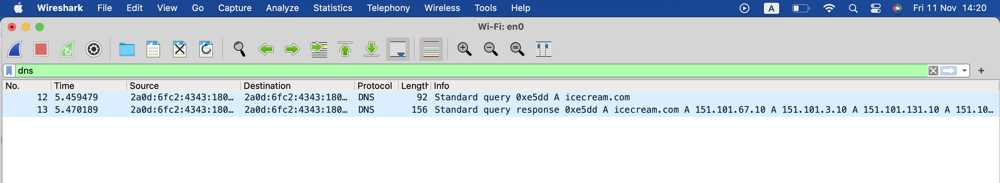 Wireshark File Edit View Go Capture Analyze Statistics Telephony Wireless Tools Help A Fri 11 Nov 14:20
Wi-Fi: en0
dns
No. Time Source Destination Protocol Length Info
12 5.459479 2a0d:6fc2:4343:180… 2a0d:6fc2:4343:180… DNS 92 Standard query 0xe5dd A icecream.com
13 5.470189 2a0d:6fc2:4343:180… 2a0d:6fc2:4343:180… DNS 156 Standard query response 0xe5dd A icecream.com A 151.101.67.10 A 151.101.3.10 A 151.101.131.10 A 151.10…